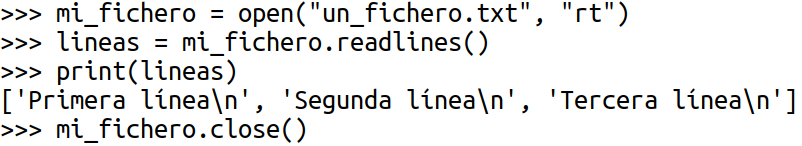 >>> mi_fichero = open("un_fichero.txt", "rt")
>>> lineas = mi_fichero.readlines()
>>> print(lineas)
['Primera línea\n', 'Segunda línea\n', 'Tercera línea\n']
>>> mi_fichero.close()